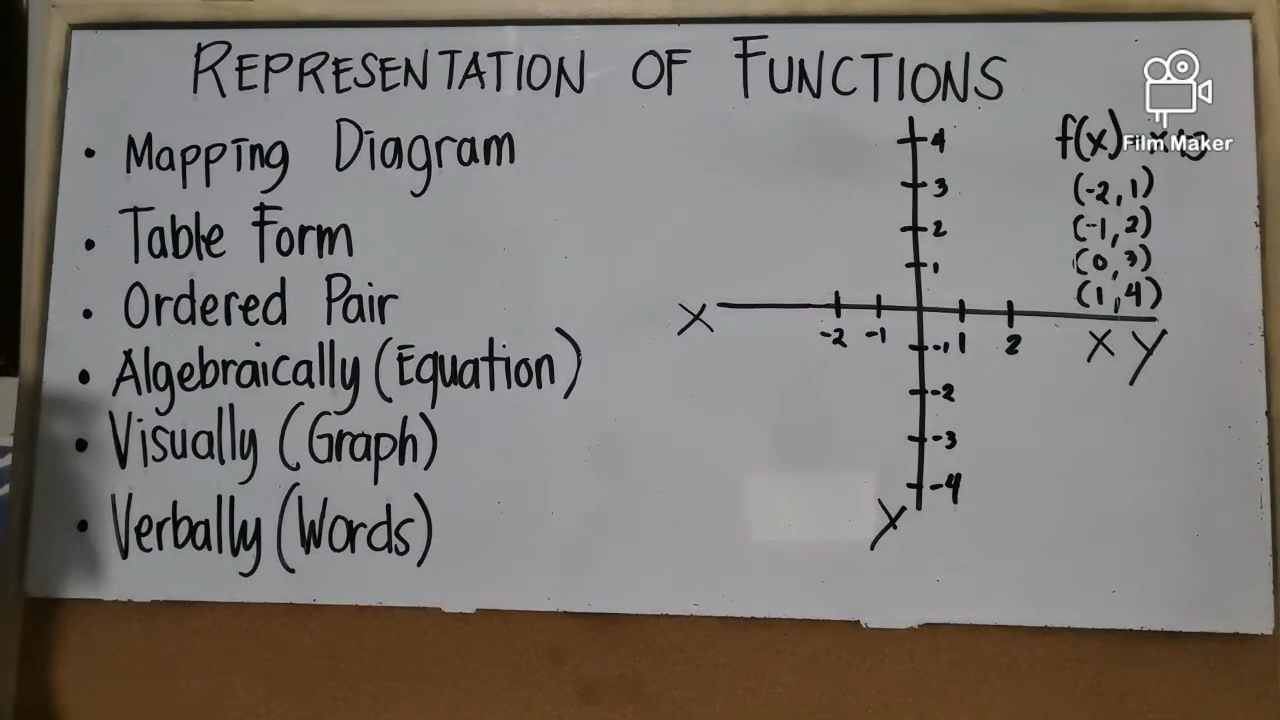 REPRESENTATION OF FUNCTIONS
• Mapping Diagram
• Table Form
• Ordered Pair
• Algebraically (Equation)
• Visually (Graph)
• Verbally (Words)
4
3
2
1
X
-2 -1 1 2
-1
-2
-3
-4
Y
f(x)
(-2, 1)
(-1, 2)
(0, 3)
(1, 4)
X Y
Film Maker